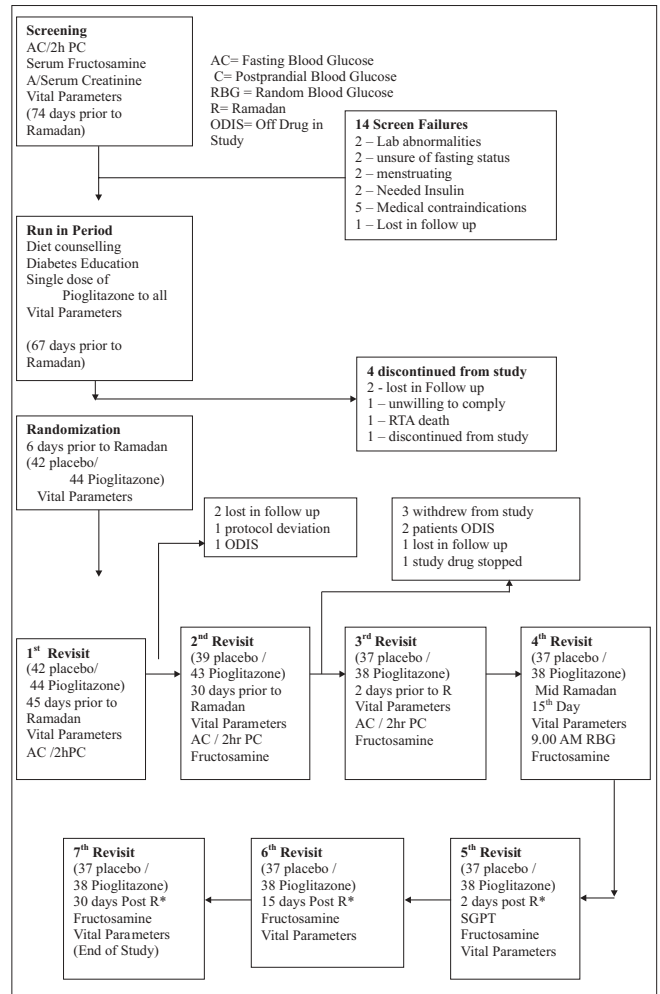 Screening
AC/2h PC
Serum Fructosamine
A/Serum Creatinine
Vital Parameters
(74 days prior to
Ramadan)
AC= Fasting Blood Glucose
C= Postprandial Blood Glucose
RBG = Random Blood Glucose
R= Ramadan
ODIS= Off Drug in
Study
14 Screen Failures
2 – Lab abnormalities
2 – unsure of fasting status
2 – menstruating
2 – Needed Insulin
5 – Medical contraindications
1 – Lost in follow up
Run in Period
Diet counselling
Diabetes Education
Single dose of
Pioglitazone to all
Vital Parameters
(67 days prior to
Ramadan)
4 discontinued from study
2 - lost in Follow up
1 – unwilling to comply
1 – RTA death
1 – discontinued from study
Randomization
6 days prior to Ramadan
(42 placebo/
44 Pioglitazone)
Vital Parameters
2 lost in follow up
1 protocol deviation
1 ODIS
3 withdrew from study
2 patients ODIS
1 lost in follow up
1 study drug stopped
1st Revisit
(42 placebo/
44 Pioglitazone)
45 days prior to
Ramadan
Vital Parameters
AC /2hPC
2nd Revisit
(39 placebo /
43 Pioglitazone)
30 days prior to
Ramadan
Vital Parameters
AC / 2hr PC
Fructosamine
3rd Revisit
(37 placebo /
38 Pioglitazone)
2 days prior to R
Vital Parameters
AC / 2hr PC
Fructosamine
4th Revisit
(37 placebo /
38 Pioglitazone)
Mid Ramadan
15th Day
Vital Parameters
9.00 AM RBG
Fructosamine
7th Revisit
(37 placebo /
38 Pioglitazone)
30 days Post R*
Fructosamine
Vital Parameters
(End of Study)
6th Revisit
(37 placebo /
38 Pioglitazone)
15 days Post R*
Fructosamine
Vital Parameters
5th Revisit
(37 placebo /
38 Pioglitazone)
2 days post R*
SGPT
Fructosamine
Vital Parameters